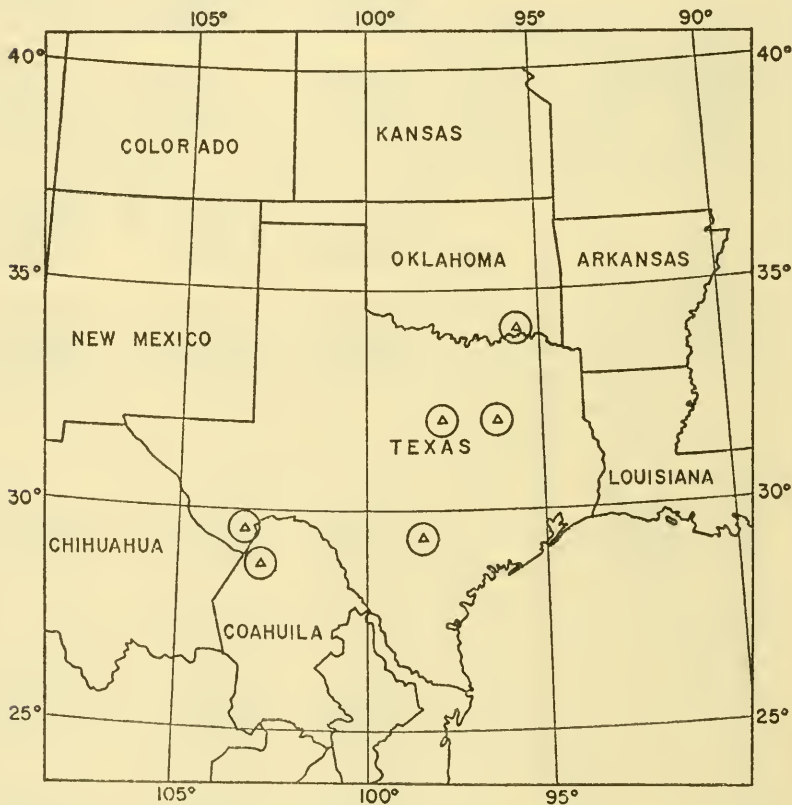 105° 100° 95° 90°
40° 40°
COLORADO KANSAS
35° OKLAHOMA ARKANSAS 35°
NEW MEXICO
TEXAS
LOUISIANA
30° 30°
CHIHUAHUA
COAHUILA
25° 25°
105° 100° 95°